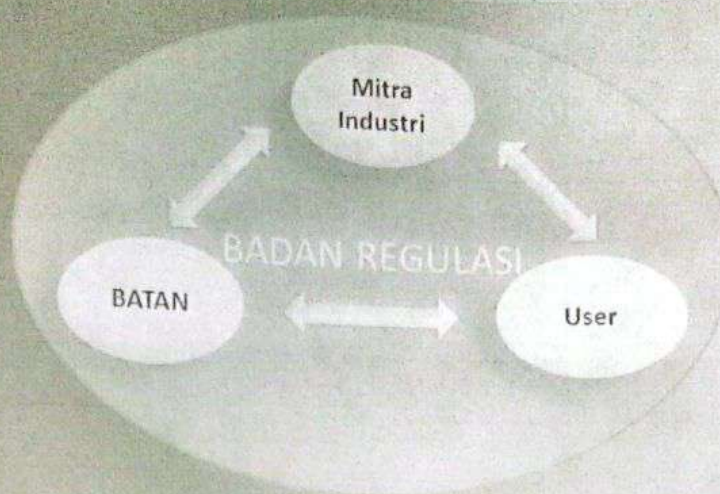 Mitra
Industri
BADAN REGULASI
BATAN
User